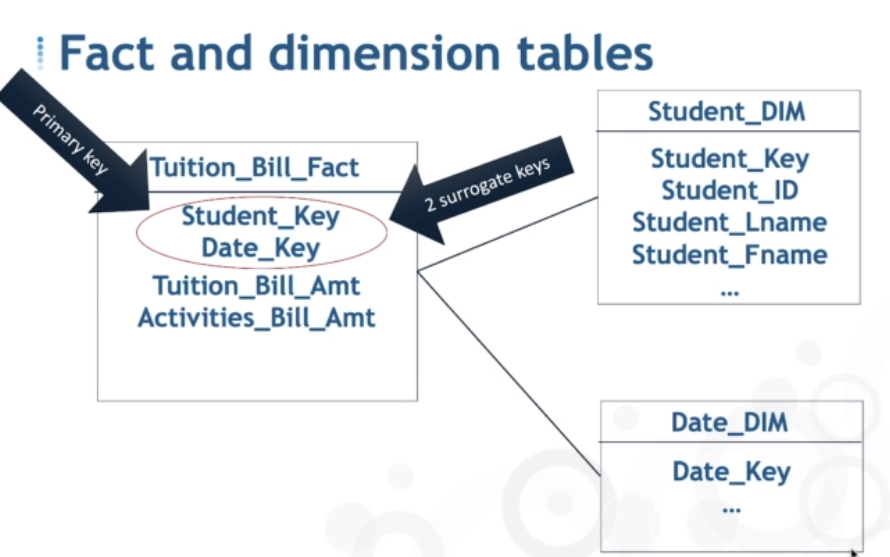 Fact and dimension tables
Primary key
Tuition_Bill_Fact
Student_Key
Date_Key
Tuition_Bill_Amt
Activities_Bill_Amt
2 surrogate keys
Student_DIM
Student_Key
Student_ID
Student_Lname
Student_Fname
...
Date_DIM
Date_Key
...